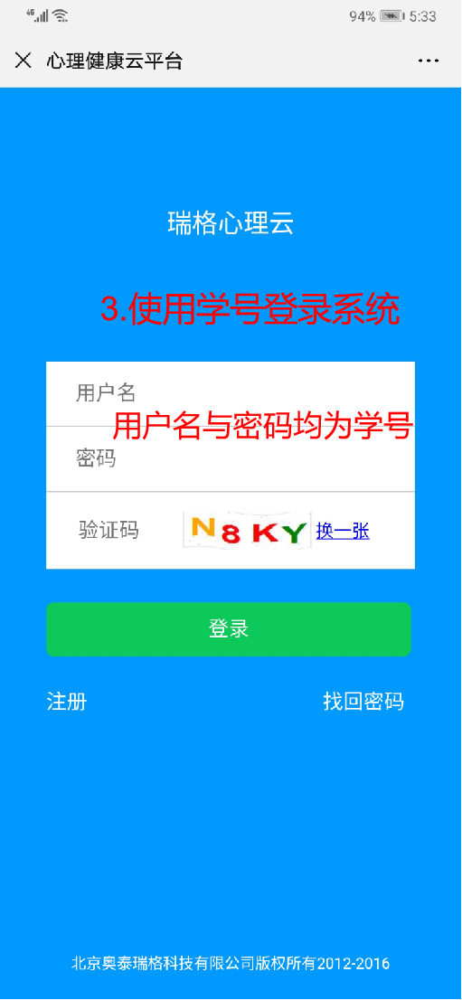 4G 94% 5:33
心理健康云平台
瑞格心理云
3.使用学号登录系统
用户名
用户名与密码均为学号
密码
验证码 N8KY 换一张
登录
注册 找回密码
北京奥泰瑞格科技有限公司版权所有2012-2016